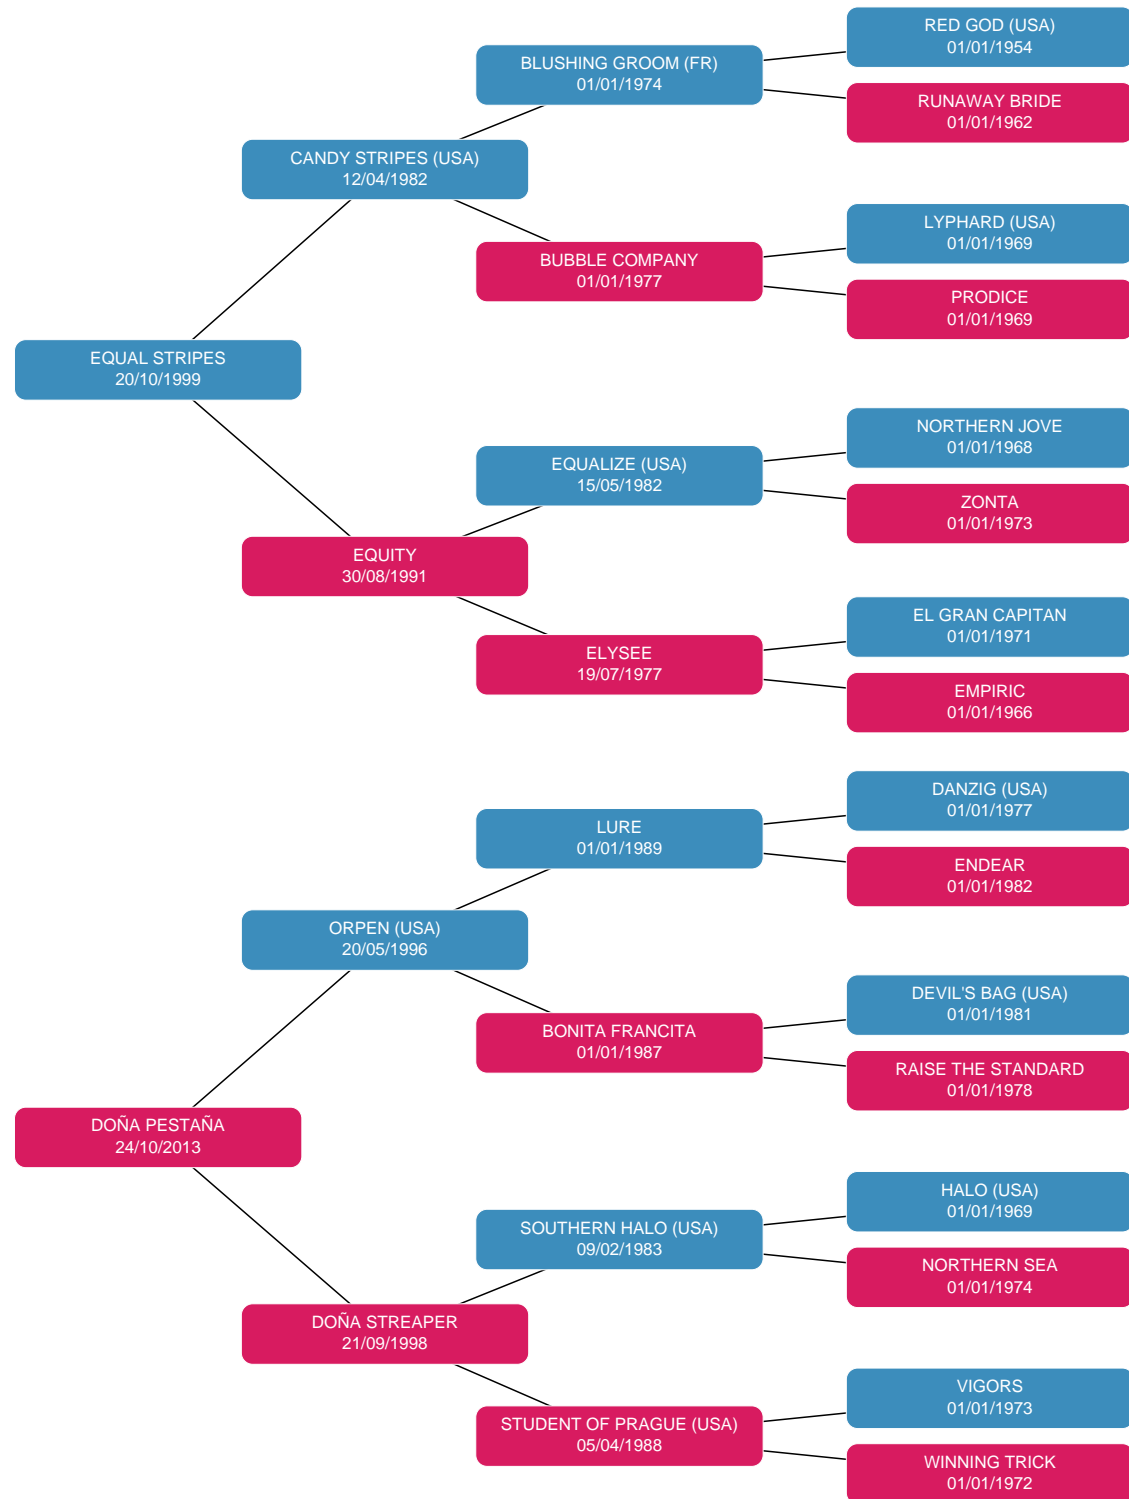 RED GOD (USA)
01/01/1954
BLUSHING GROOM (FR)
01/01/1974
RUNAWAY BRIDE
01/01/1962
CANDY STRIPES (USA)
12/04/1982
LYPHARD (USA)
01/01/1969
BUBBLE COMPANY
01/01/1977
PRODICE
01/01/1969
EQUAL STRIPES
20/10/1999
NORTHERN JOVE
01/01/1968
EQUALIZE (USA)
15/05/1982
ZONTA
01/01/1973
EQUITY
30/08/1991
EL GRAN CAPITAN
01/01/1971
ELYSEE
19/07/1977
EMPIRIC
01/01/1966
DANZIG (USA)
01/01/1977
LURE
01/01/1989
ENDEAR
01/01/1982
ORPEN (USA)
20/05/1996
DEVIL'S BAG (USA)
01/01/1981
BONITA FRANCITA
01/01/1987
RAISE THE STANDARD
01/01/1978
DOÑA PESTAÑA
24/10/2013
HALO (USA)
01/01/1969
SOUTHERN HALO (USA)
09/02/1983
NORTHERN SEA
01/01/1974
DOÑA STREAPER
21/09/1998
VIGORS
01/01/1973
STUDENT OF PRAGUE (USA)
05/04/1988
WINNING TRICK
01/01/1972